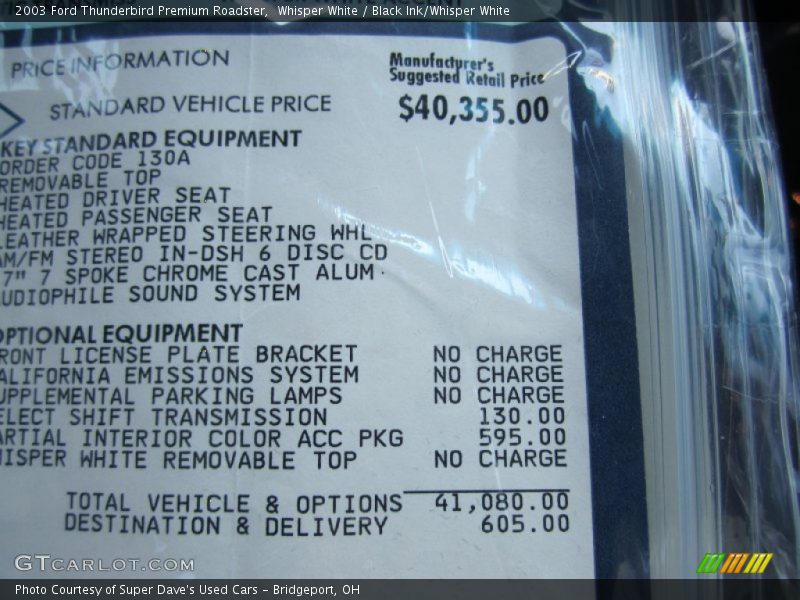 2003 Ford Thunderbird Premium Roadster, Whisper White / Black Ink/Whisper White
PRICE INFORMATION
Manufacturer's
Suggested Retail Price
STANDARD VEHICLE PRICE $40,355.00
KEY STANDARD EQUIPMENT
ORDER CODE 130A
REMOVABLE TOP
HEATED DRIVER SEAT
HEATED PASSENGER SEAT
LEATHER WRAPPED STEERING WHL
AM/FM STEREO IN-DSH 6 DISC CD
7" 7 SPOKE CHROME CAST ALUM
UDIOPHILE SOUND SYSTEM
OPTIONAL EQUIPMENT
RONT LICENSE PLATE BRACKET NO CHARGE
ALIFORNIA EMISSIONS SYSTEM NO CHARGE
UPPLEMENTAL PARKING LAMPS NO CHARGE
ELECT SHIFT TRANSMISSION 130.00
ARTIAL INTERIOR COLOR ACC PKG 595.00
HISPER WHITE REMOVABLE TOP NO CHARGE
TOTAL VEHICLE & OPTIONS 41,080.00
DESTINATION & DELIVERY 605.00
GTCARLOT.COM
Photo Courtesy of Super Dave's Used Cars – Bridgeport, OH